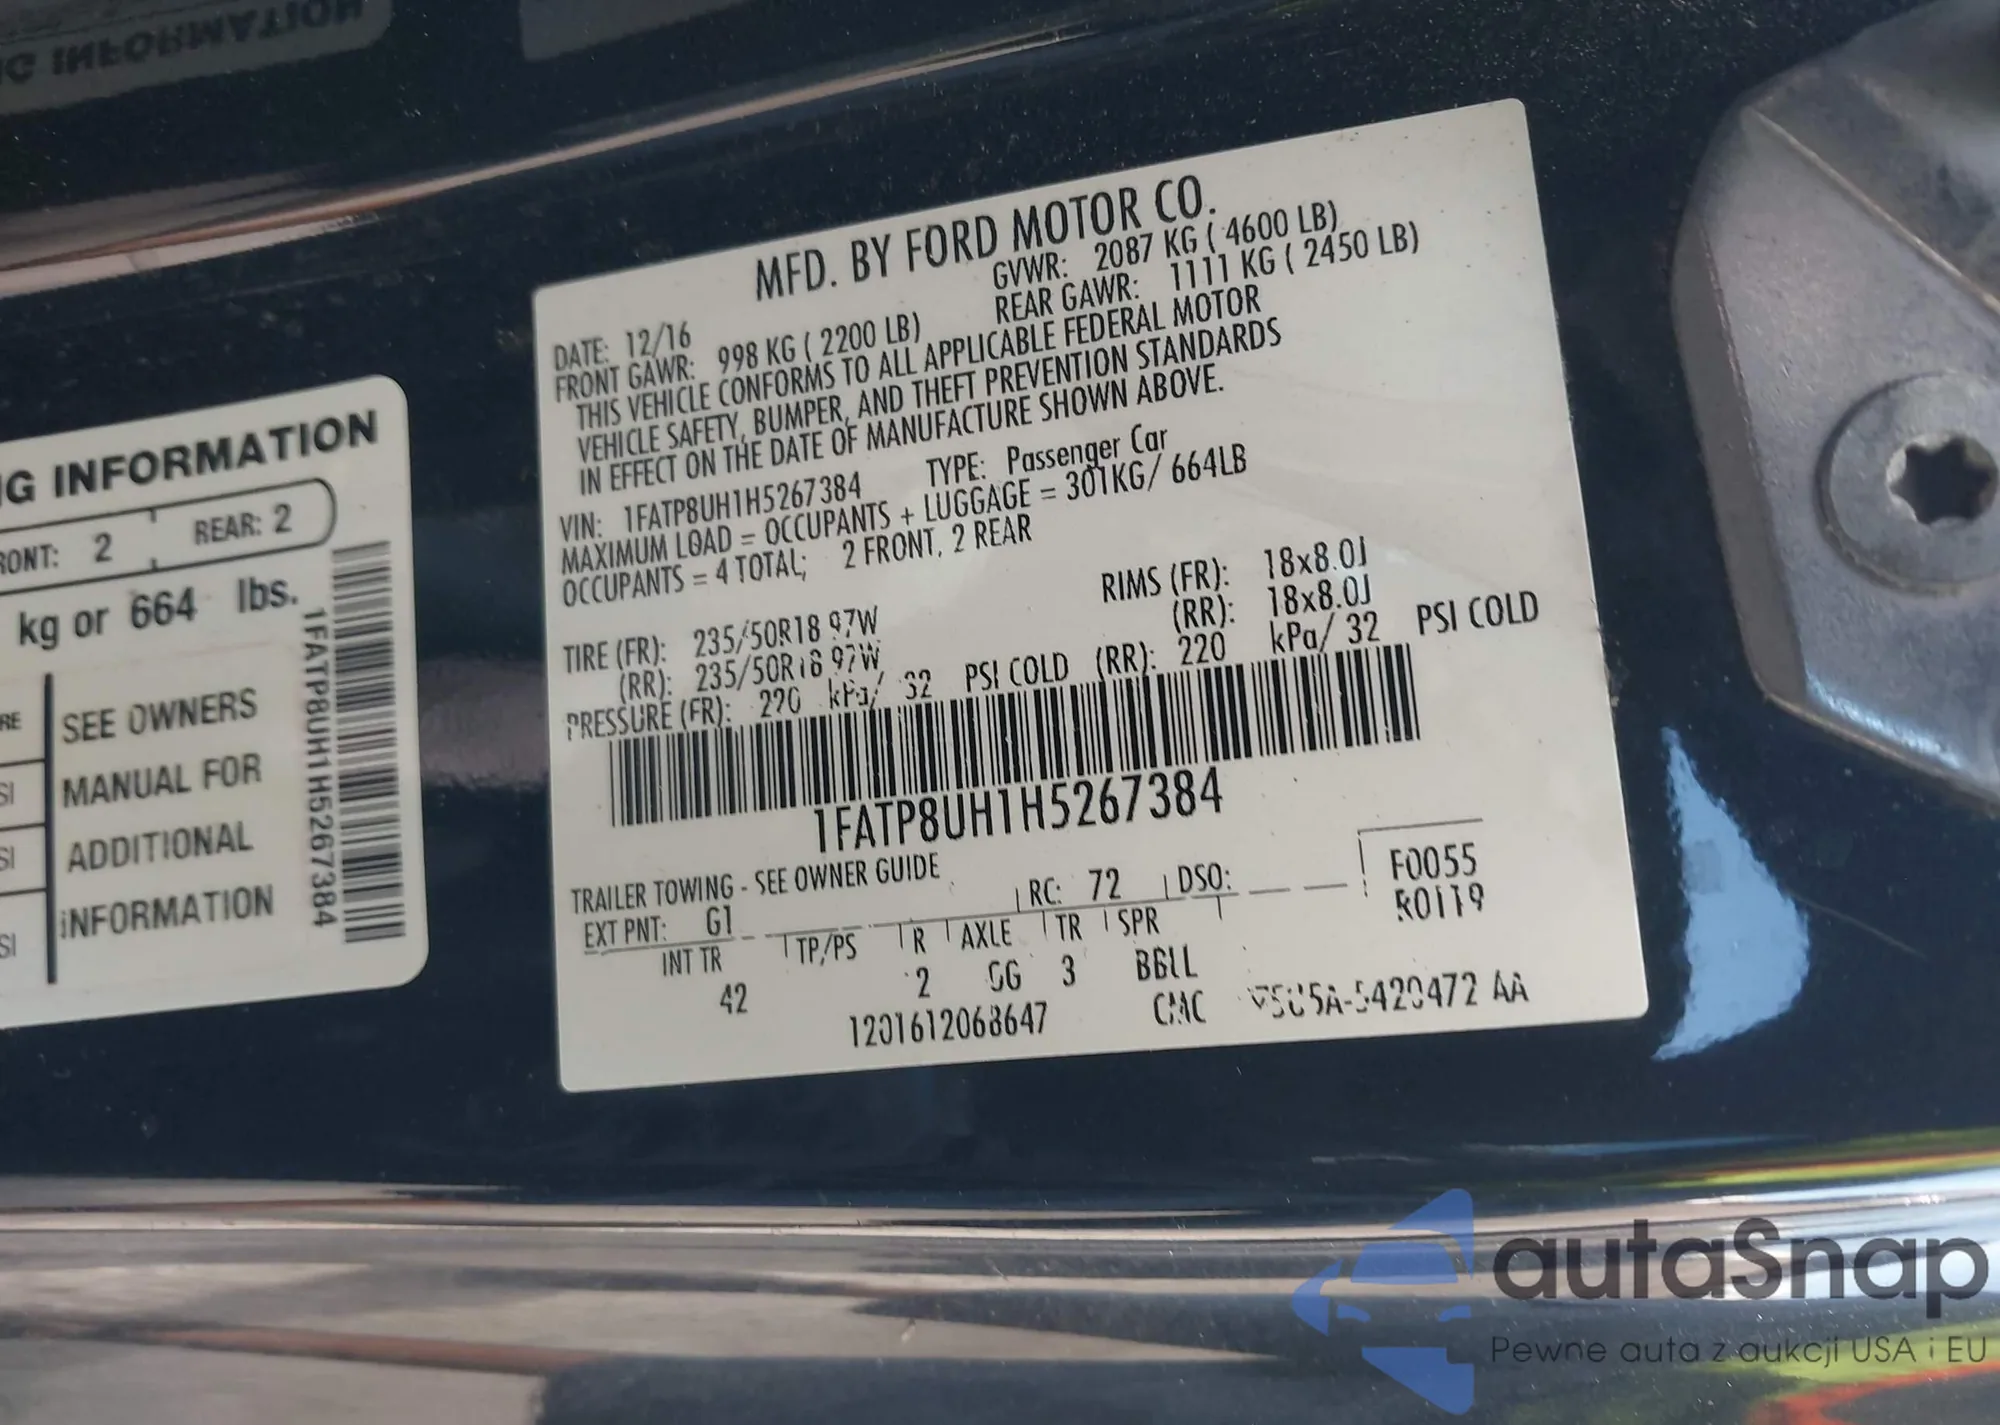 NG INFORMATION
FRONT: 2 REAR: 2
kg or 664 lbs.
SEE OWNERS
MANUAL FOR
ADDITIONAL
INFORMATION
1FATP8UH1H5267384
MFD. BY FORD MOTOR CO.
DATE: 12/16 GVWR: 2087 KG ( 4600 LB)
FRONT GAWR: 998 KG ( 2200 LB) REAR GAWR: 1111 KG ( 2450 LB)
THIS VEHICLE CONFORMS TO ALL APPLICABLE FEDERAL MOTOR
VEHICLE SAFETY, BUMPER, AND THEFT PREVENTION STANDARDS
IN EFFECT ON THE DATE OF MANUFACTURE SHOWN ABOVE.
VIN: 1FATP8UH1H5267384 TYPE: Passenger Car
MAXIMUM LOAD = OCCUPANTS + LUGGAGE = 301KG/ 664LB
OCCUPANTS = 4 TOTAL; 2 FRONT, 2 REAR
TIRE (FR): 235/50R18 97W RIMS (FR): 18x8.0J
(RR): 235/50R18 97W (RR): 18x8.0J
PRESSURE (FR): 220 kPa/ 32 PSI COLD (RR): 220 kPa/ 32 PSI COLD
1FATP8UH1H5267384
TRAILER TOWING - SEE OWNER GUIDE
EXT PNT: G1 RC: 72 DSO: F0055
R0119
INT TR TP/PS R AXLE TR SPR
42 2 GG 3 BBLL
1201612068647 CMC
autaSnap
Pewne auta z aukcji USA i EU